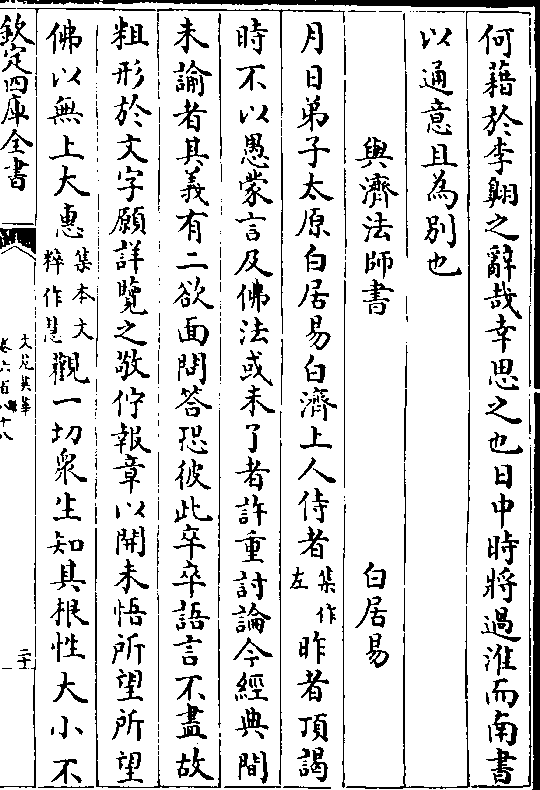 何藉於李翺之辭哉幸思之也日中時將過淮而南書
以通意且為別也
與濟法師書 白居易
月日弟子太原白居易白濟上人侍者集作左昨者頂謁
時不以愚蒙言及佛法或未了者許重討論今經典間
未諭者其義有二欲面問答恐彼此卒卒語言不盡故
粗形於文字願詳覽之敬佇報章以開未悟所望所望
佛以無上大惠集本文粹作慧觀一切衆生知其根性大小不
欽定四庫全書
文苑英華
卷六百八十八